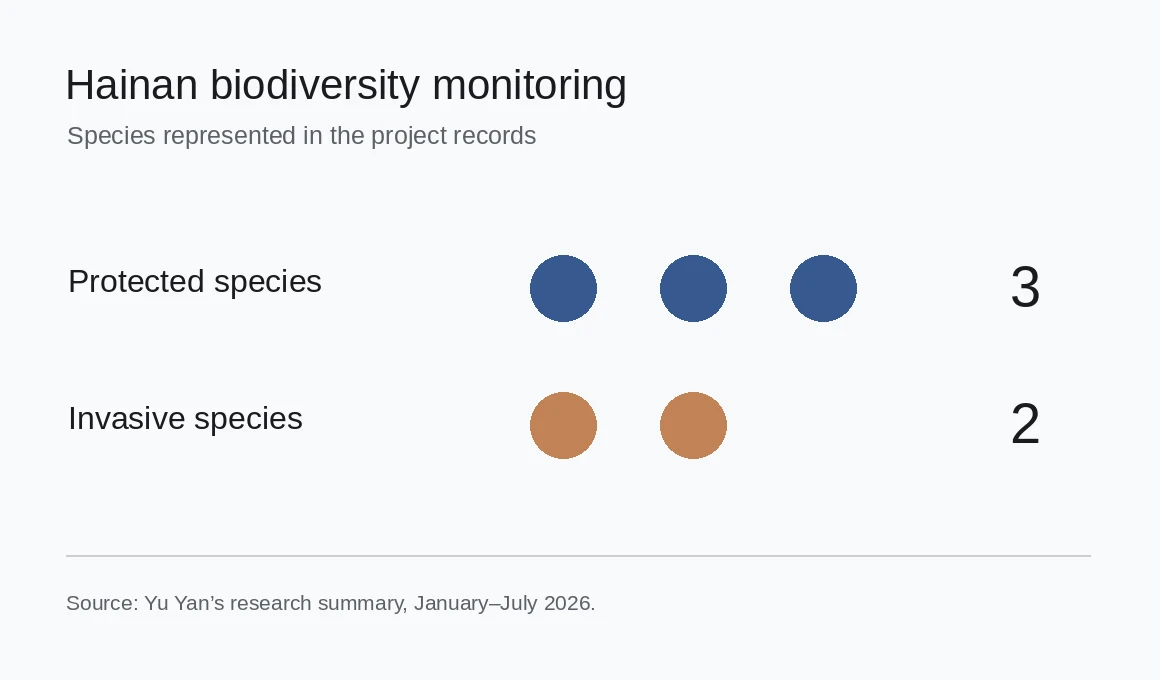 Hainan biodiversity monitoring
Species represented in the project records
Protected species 3
Invasive species 2
Source: Yu Yan’s research summary, January–July 2026.